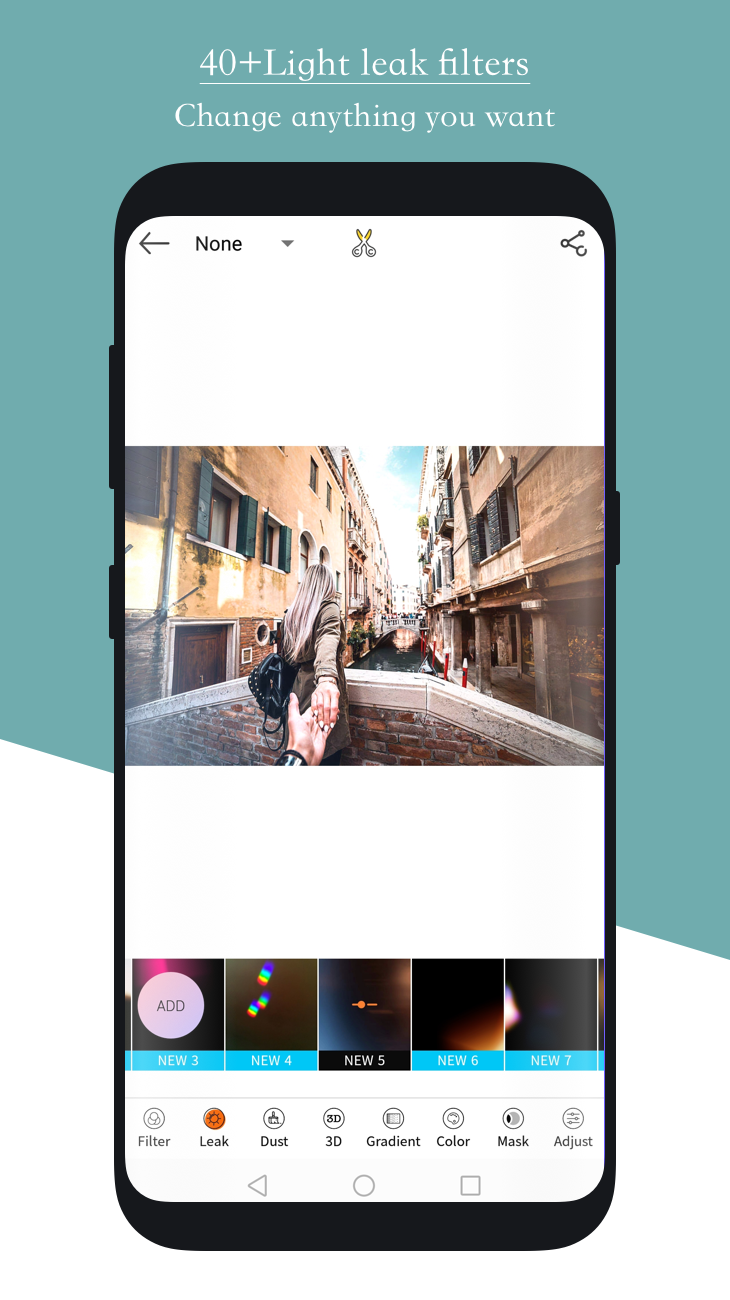 40+Light leak filters
Change anything you want
None
ADD
NEW 3
NEW 4
NEW 5
NEW 6
NEW 7
3D
Filter
Leak
Dust
3D
Gradient
Color
Mask
Adjust